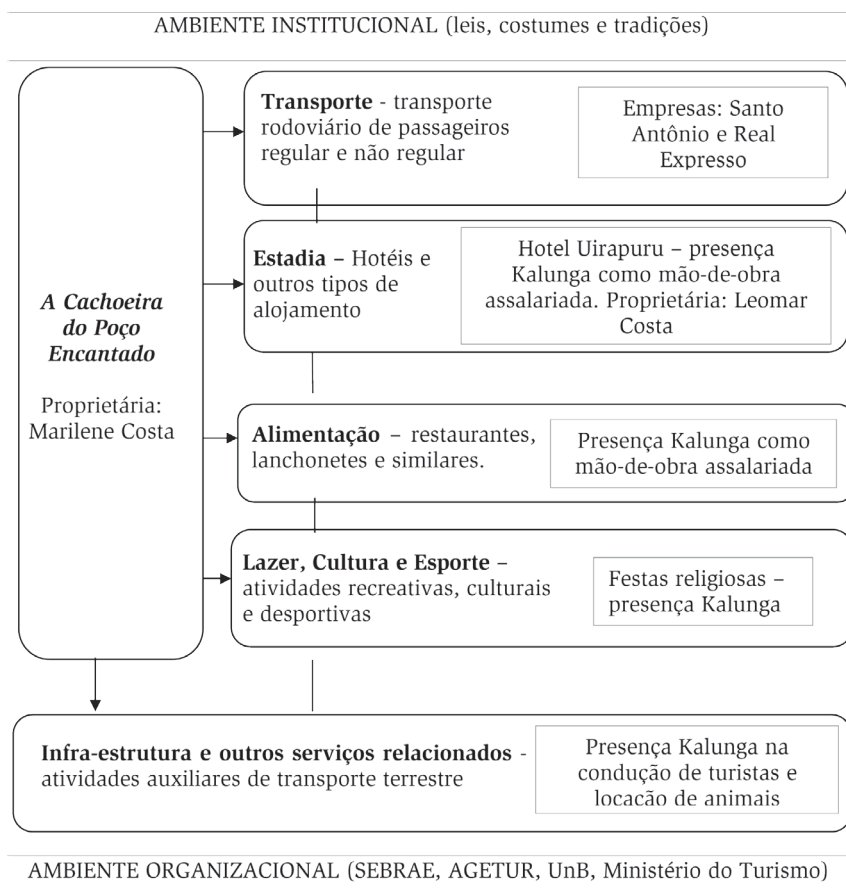 AMBIENTE INSTITUCIONAL (leis, costumes e tradições)
A Cachoeira
do Poço
Encantado
Proprietária:
Marilene Costa
Transporte - transporte
rodoviário de passageiros
regular e não regular
Empresas: Santo
Antônio e Real
Expresso
Estadia – Hotéis e
outros tipos de
alojamento
Hotel Uirapuru – presença
Kalunga como mão-de-obra
assalariada. Proprietária: Leomar
Costa
Alimentação – restaurantes,
lanchonetes e similares.
Presença Kalunga como
mão-de-obra assalariada
Lazer, Cultura e Esporte –
atividades recreativas, culturais
e desportivas
Festas religiosas –
presença Kalunga
Infra-estrutura e outros serviços relacionados -
atividades auxiliares de transporte terrestre
Presença Kalunga na
condução de turistas e
locacão de animais
AMBIENTE ORGANIZACIONAL (SEBRAE, AGETUR, UnB, Ministério do Turismo)